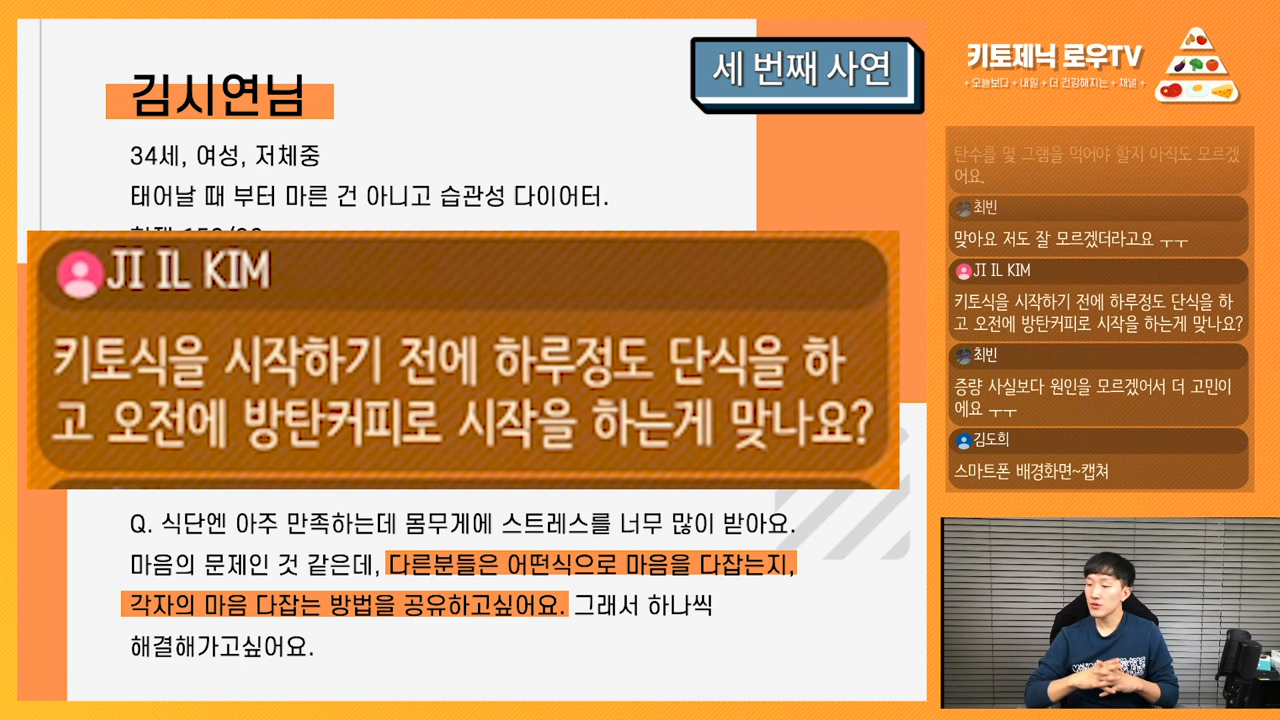 김시연님
34세, 여성, 저체중
태어날 때 부터 마른 건 아니고 습관성 다이어터.
JI IL KIM
키토식을 시작하기 전에 하루정도 단식을 하
고 오전에 방탄커피로 시작을 하는게 맞나요?
Q. 식단엔 아주 만족하는데 몸무게에 스트레스를 너무 많이 받아요.
마음의 문제인 것 같은데, 다른분들은 어떤식으로 마음을 다잡는지,
각자의 마음 다잡는 방법을 공유하고싶어요. 그래서 하나씩
해결해가고싶어요.
세 번째 사연
키토제닉 로우TV
+ 오늘보다 + 내일 + 더 건강해지는 + 채널 +
탄수를 몇 그램을 먹어야 할지 아직도 모르겠
어요.
최빈
맞아요 저도 잘 모르겠더라고요 ㅜㅜ
JI IL KIM
키토식을 시작하기 전에 하루정도 단식을 하
고 오전에 방탄커피로 시작을 하는게 맞나요?
최빈
증량 사실보다 원인을 모르겠어서 더 고민이
에요 ㅜㅜ
김도희
스마트폰 배경화면~캡쳐